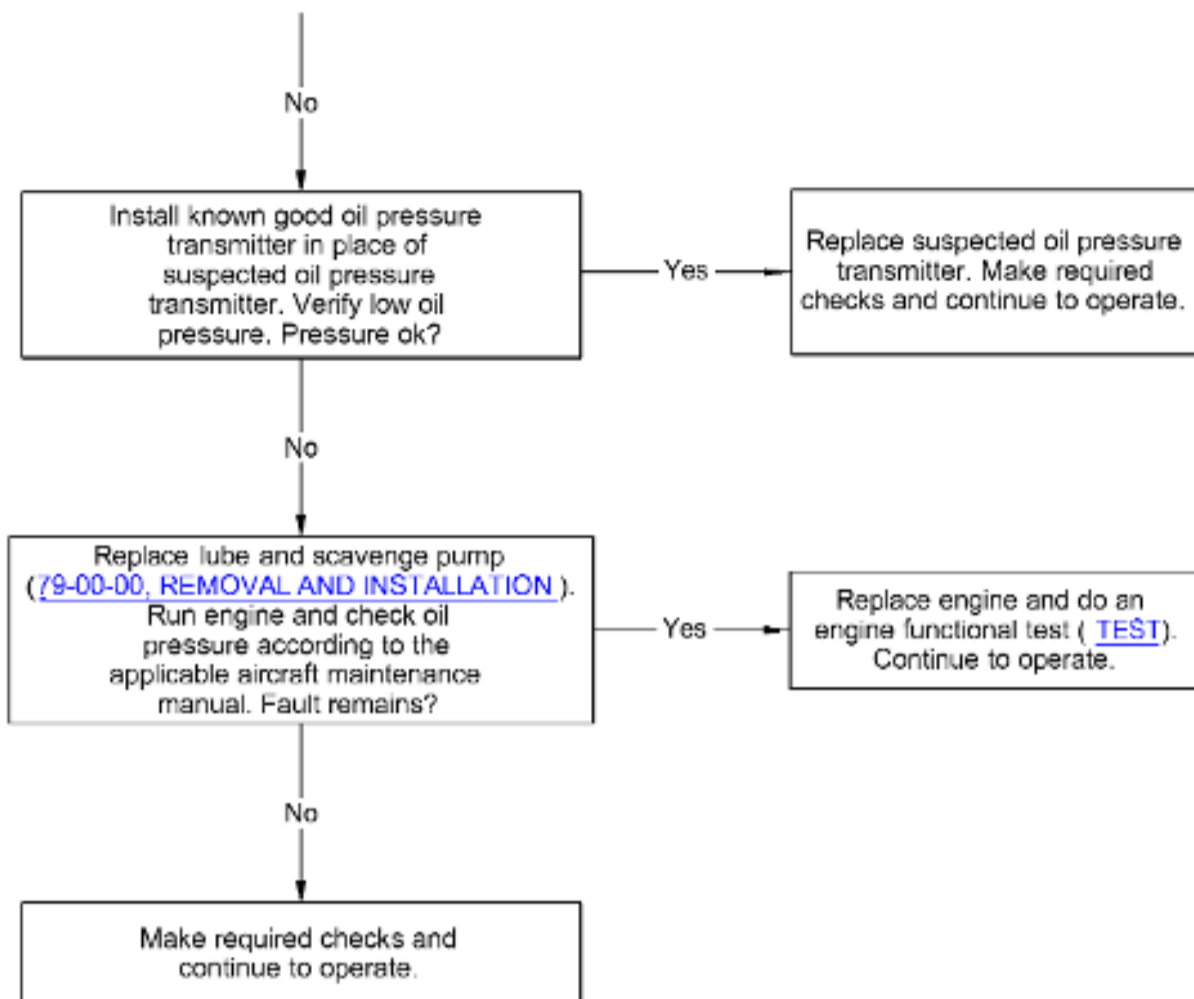 No
Install known good oil pressure
transmitter in place of
suspected oil pressure
transmitter. Verify low oil
pressure. Pressure ok?
Yes
Replace suspected oil pressure
transmitter. Make required
checks and continue to operate.
No
Replace lube and scavenge pump
(79-00-00, REMOVAL AND INSTALLATION ).
Run engine and check oil
pressure according to the
applicable aircraft maintenance
manual. Fault remains?
Yes
Replace engine and do an
engine functional test ( TEST).
Continue to operate.
No
Make required checks and
continue to operate.